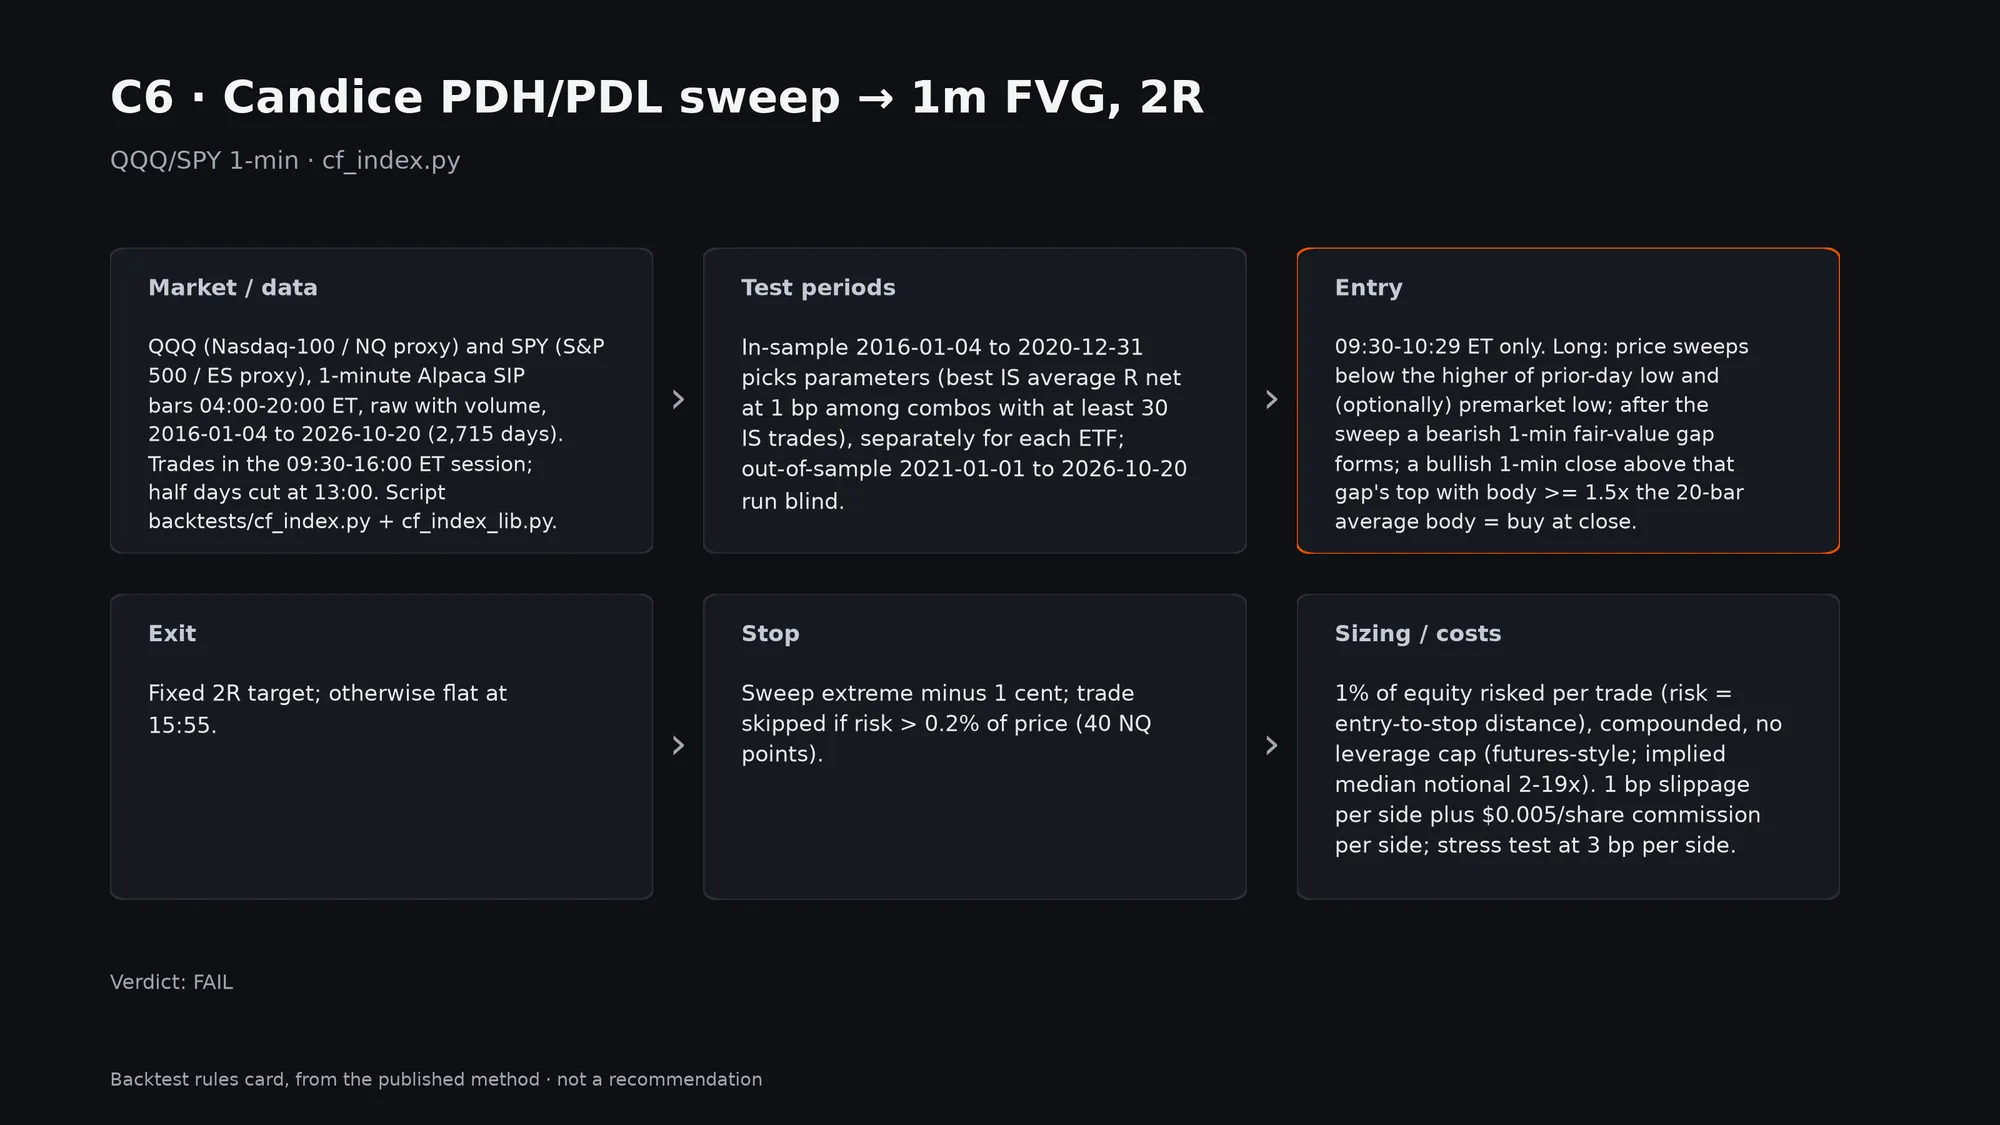 C6 · Candice PDH/PDL sweep → 1m FVG, 2R
QQQ/SPY 1-min · cf_index.py
Market / data
QQQ (Nasdaq-100 / NQ proxy) and SPY (S&P
500 / ES proxy), 1-minute Alpaca SIP
bars 04:00-20:00 ET, raw with volume,
2016-01-04 to 2026-10-20 (2,715 days).
Trades in the 09:30-16:00 ET session;
half days cut at 13:00. Script
backtests/cf_index.py + cf_index_lib.py.
›
Test periods
In-sample 2016-01-04 to 2020-12-31
picks parameters (best IS average R net
at 1 bp among combos with at least 30
IS trades), separately for each ETF;
out-of-sample 2021-01-01 to 2026-10-20
run blind.
›
Entry
09:30-10:29 ET only. Long: price sweeps
below the higher of prior-day low and
(optionally) premarket low; after the
sweep a bearish 1-min fair-value gap
forms; a bullish 1-min close above that
gap's top with body >= 1.5x the 20-bar
average body = buy at close.
Exit
Fixed 2R target; otherwise flat at
15:55.
›
Stop
Sweep extreme minus 1 cent; trade
skipped if risk > 0.2% of price (40 NQ
points).
›
Sizing / costs
1% of equity risked per trade (risk =
entry-to-stop distance), compounded, no
leverage cap (futures-style; implied
median notional 2-19x). 1 bp slippage
per side plus $0.005/share commission
per side; stress test at 3 bp per side.
Verdict: FAIL
Backtest rules card, from the published method · not a recommendation